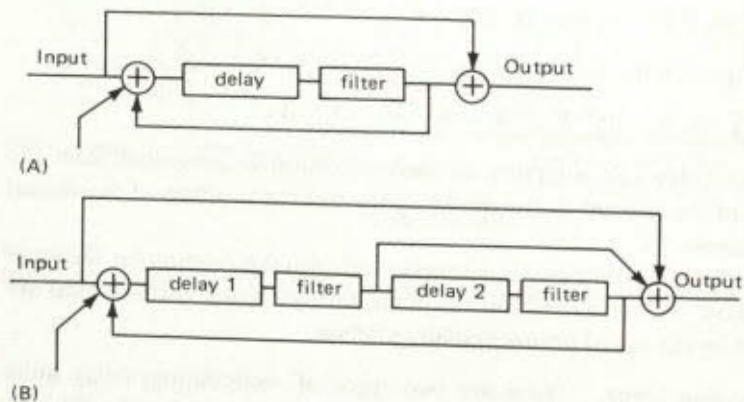 Input
delay
filter
Output
+
+
(A)
Input
delay 1
filter
delay 2
filter
Output
+
+
(B)